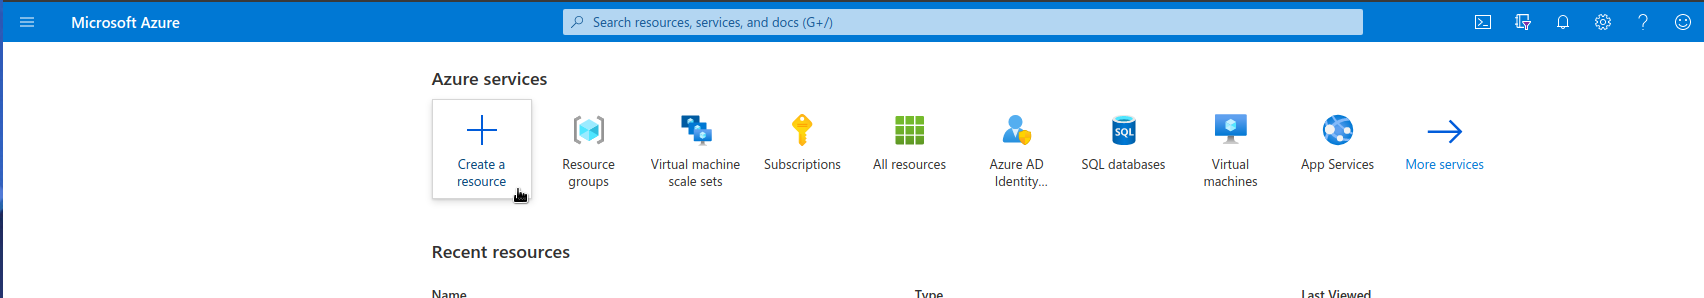 Microsoft Azure
Search resources, services, and docs (G+/)
Azure services
Create a
resource
Resource
groups
Virtual machine
scale sets
Subscriptions
All resources
Azure AD
Identity...
SQL
SQL databases
Virtual
machines
App Services
More services
Recent resources
Name
Type
Last Viewed